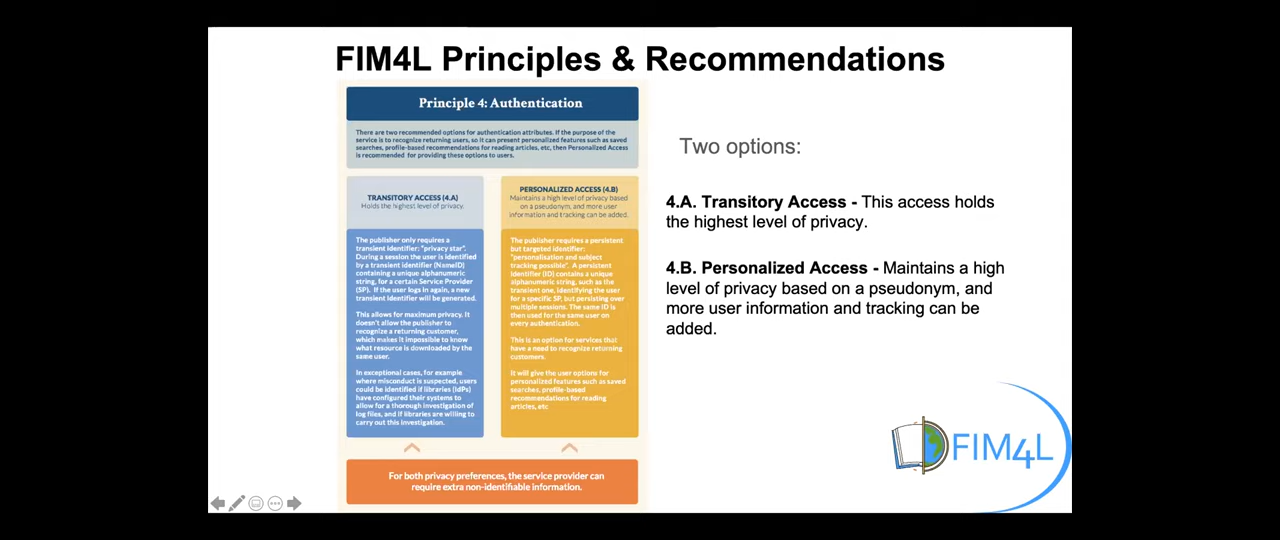 FIM4L Principles & Recommendations
Principle 4: Authentication
There are two recommended options for authentication attributes. If the purpose of the
service is to recognize returning users, so it can present personalized features such as saved
searches, profile-based recommendations for reading articles, etc, then Personalized Access
is recommended for providing these options to users.
TRANSITORY ACCESS (4.A)
Holds the highest level of privacy.
The publisher only requires a
transient identifier: "privacy star".
During a session the user is identified
by a transient identifier (NameID)
containing a unique alphanumeric
string, for a certain Service Provider
(SP). If the user logs in again, a new
transient identifier will be generated.
This allows for maximum privacy. It
doesn't allow the publisher to
recognize a returning customer,
which makes it impossible to know
what resource is downloaded by the
same user.
In exceptional cases, for example
where misconduct is suspected, users
could be identified if libraries (IdPs)
have configured their systems to
allow for a thorough investigation of
log files, and if libraries are willing to
carry out this investigation.
PERSONALIZED ACCESS (4.B)
Maintains a high level of privacy based
on a pseudonym, and more user
information and tracking can be added.
The publisher requires a persistent
but targeted identifier:
"personalisation and subject
tracking possible". A persistent
identifier (ID) contains a unique
alphanumeric string, such as the
transient one, identifying the user
for a specific SP, but persisting over
multiple sessions. The same ID is
then used for the same user on
every authentication.
This is an option for services that
have a need to recognize returning
customers.
It will give the user options for
personalized features such as saved
searches, profile-based
recommendations for reading
articles, etc
For both privacy preferences, the service provider can
require extra non-identifiable information.
Two options:
4.A. Transitory Access - This access holds
the highest level of privacy.
4.B. Personalized Access - Maintains a high
level of privacy based on a pseudonym, and
more user information and tracking can be
added.
FIM4L